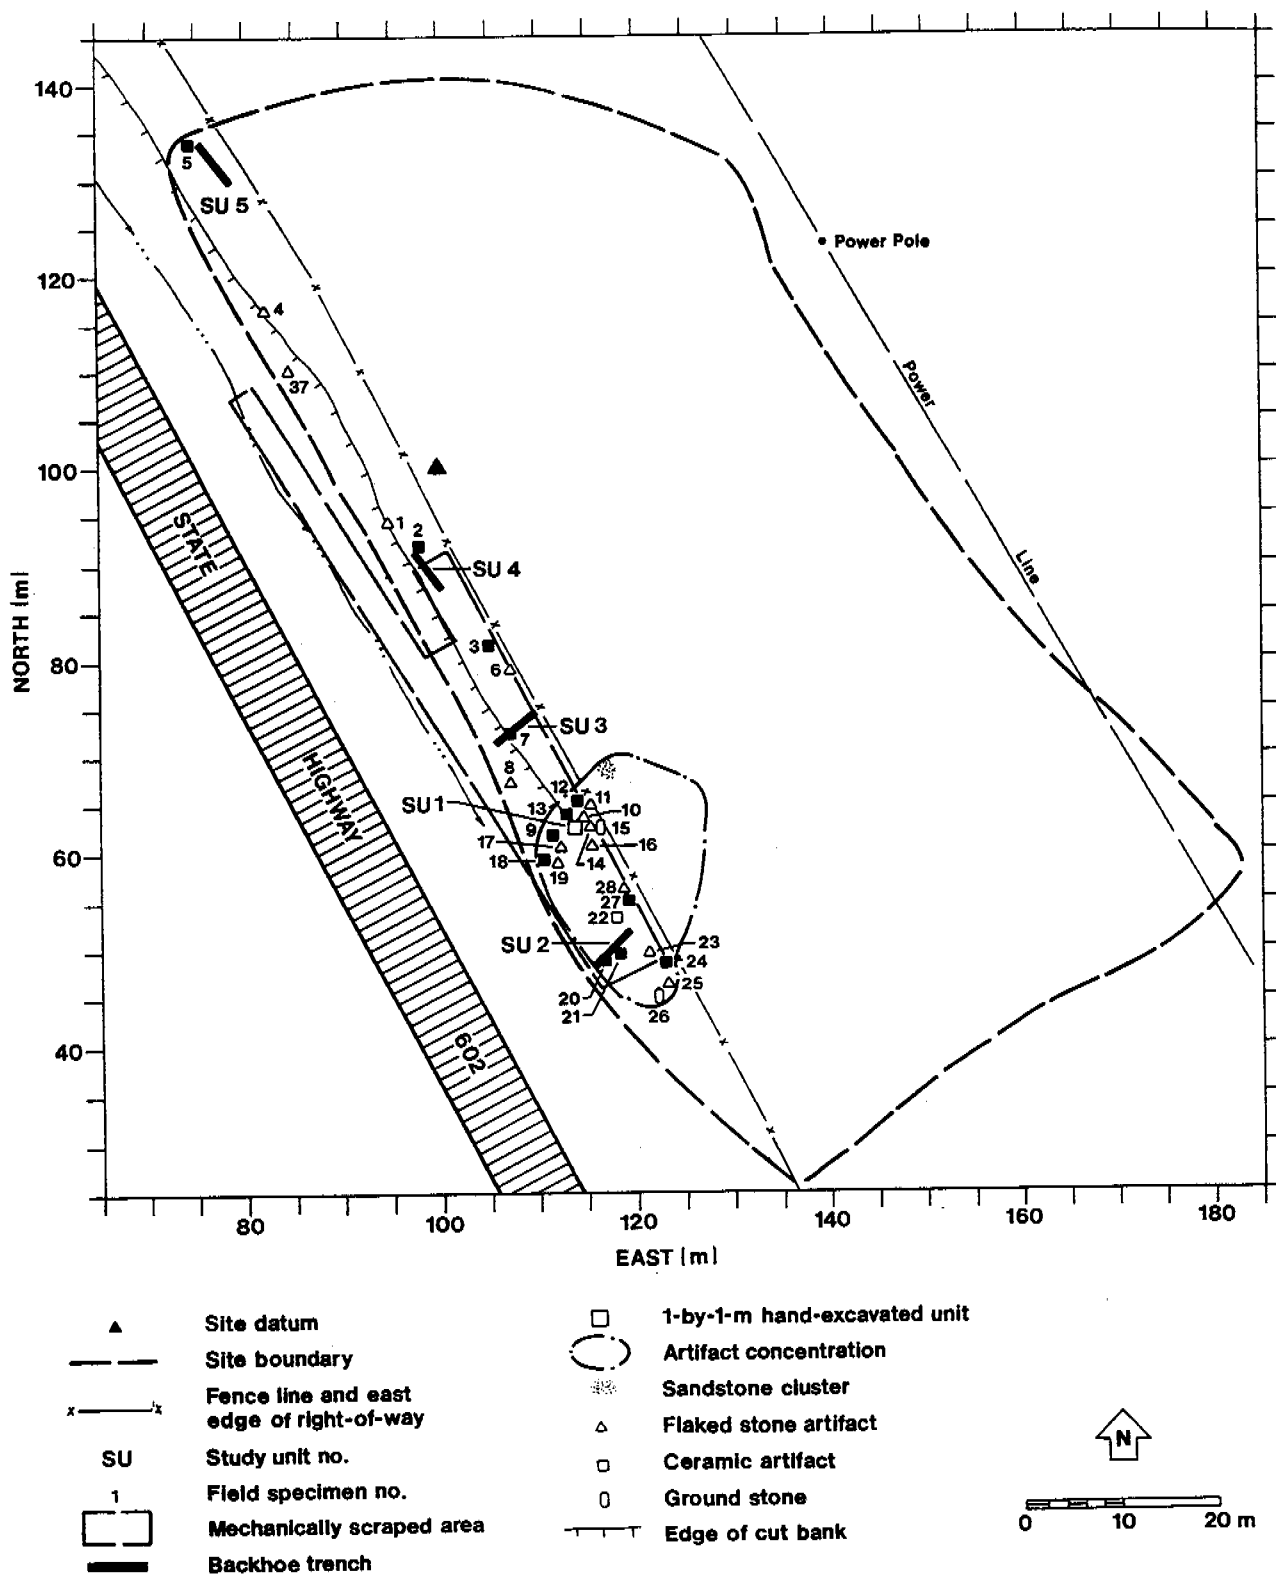 140
5
SU 5
Power Pole
120
4
37
Power
100
STATE
1
2
SU 4
Line
NORTH (m)
3
80
6
SU 3
7
8
HIGHWAY
12
11
SU 1
13
10
9
15
17
16
18
14
60
19
28
27
22
SU 2
23
24
25
20
26
21
602
40
80
100
120
140
160
180
EAST (m)
Site datum
Site boundary
Fence line and east
edge of right-of-way
SU
Study unit no.
1
Field specimen no.
Mechanically scraped area
Backhoe trench
1-by-1-m hand-excavated unit
Artifact concentration
Sandstone cluster
Flaked stone artifact
Ceramic artifact
Ground stone
Edge of cut bank
N
0
10
20 m